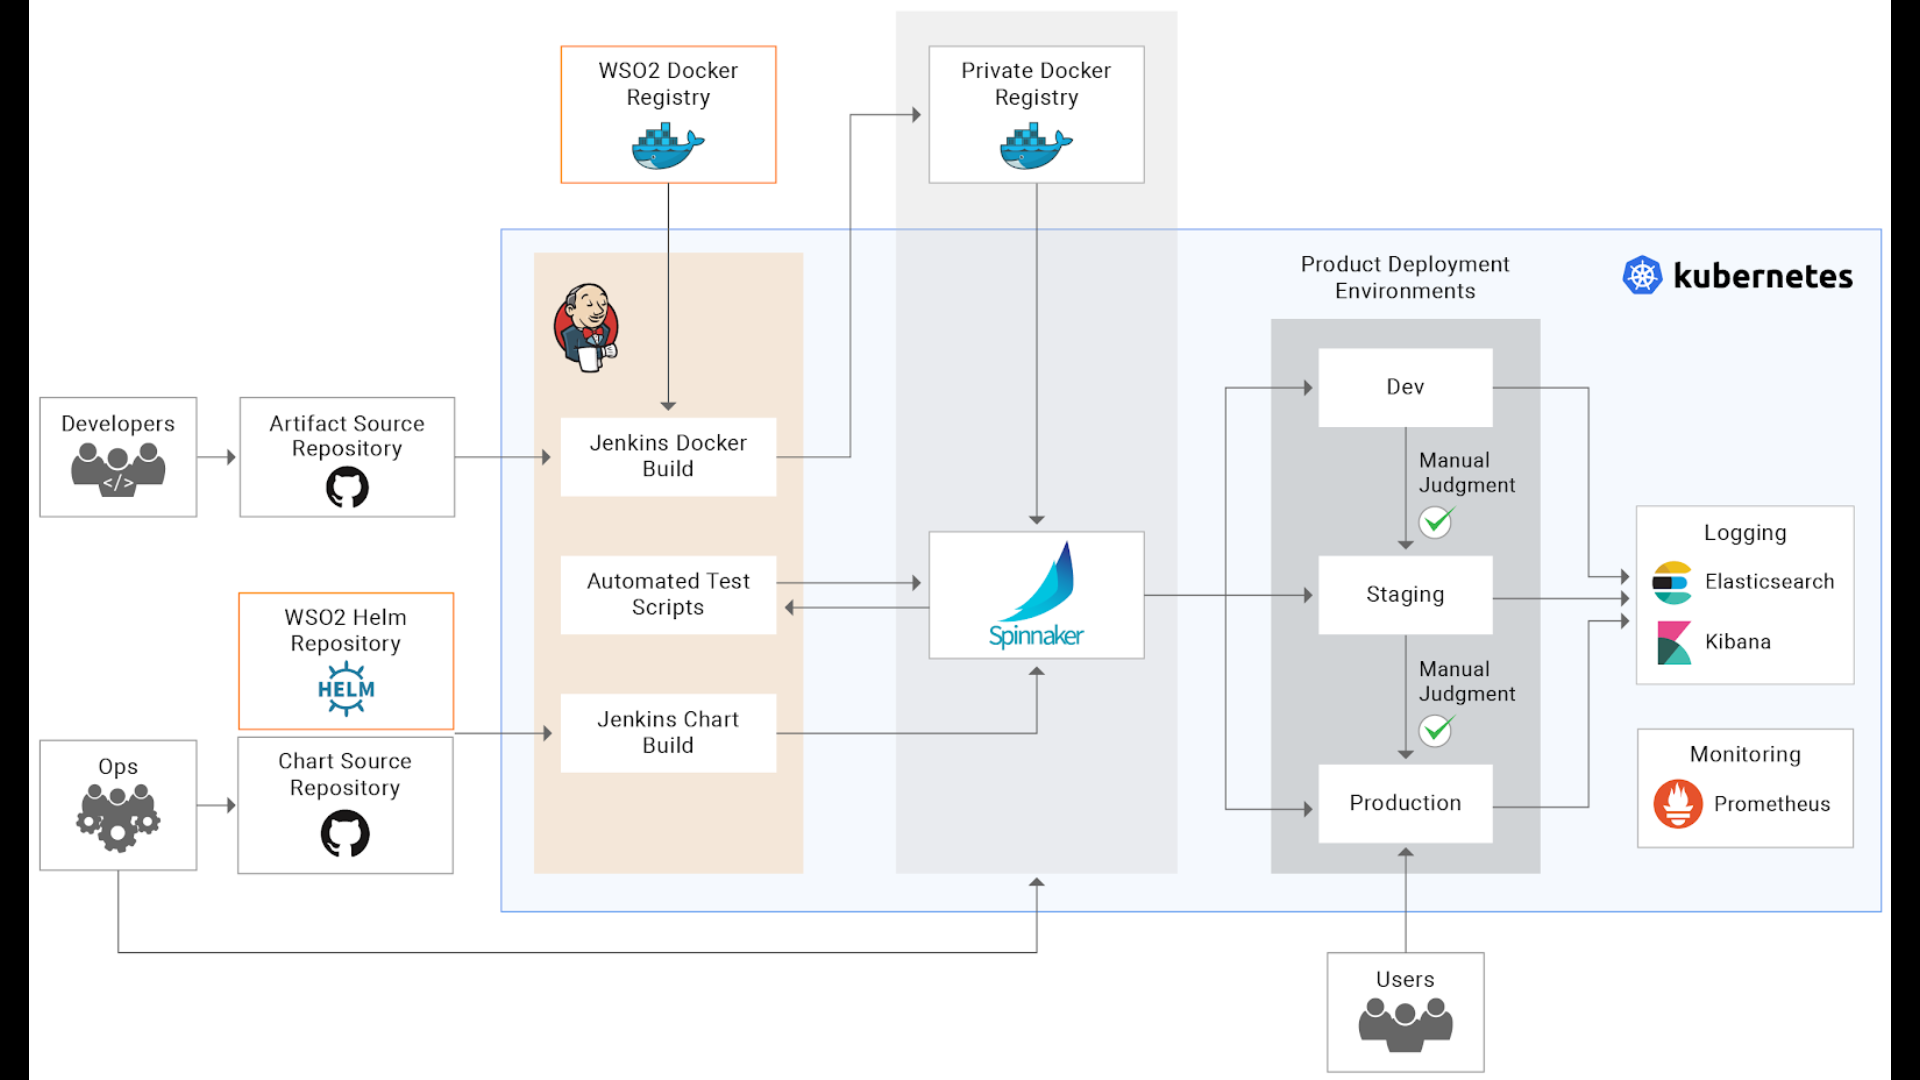 WSO2 Docker
Registry
Private Docker
Registry
Product Deployment
Environments
kubernetes
Developers
</>
Artifact Source
Repository
Jenkins Docker
Build
Dev
Manual
Judgment
Automated Test
Scripts
Spinnaker
Staging
Logging
Elasticsearch
Kibana
WSO2 Helm
Repository
HELM
Manual
Judgment
Jenkins Chart
Build
Ops
Chart Source
Repository
Production
Monitoring
Prometheus
Users